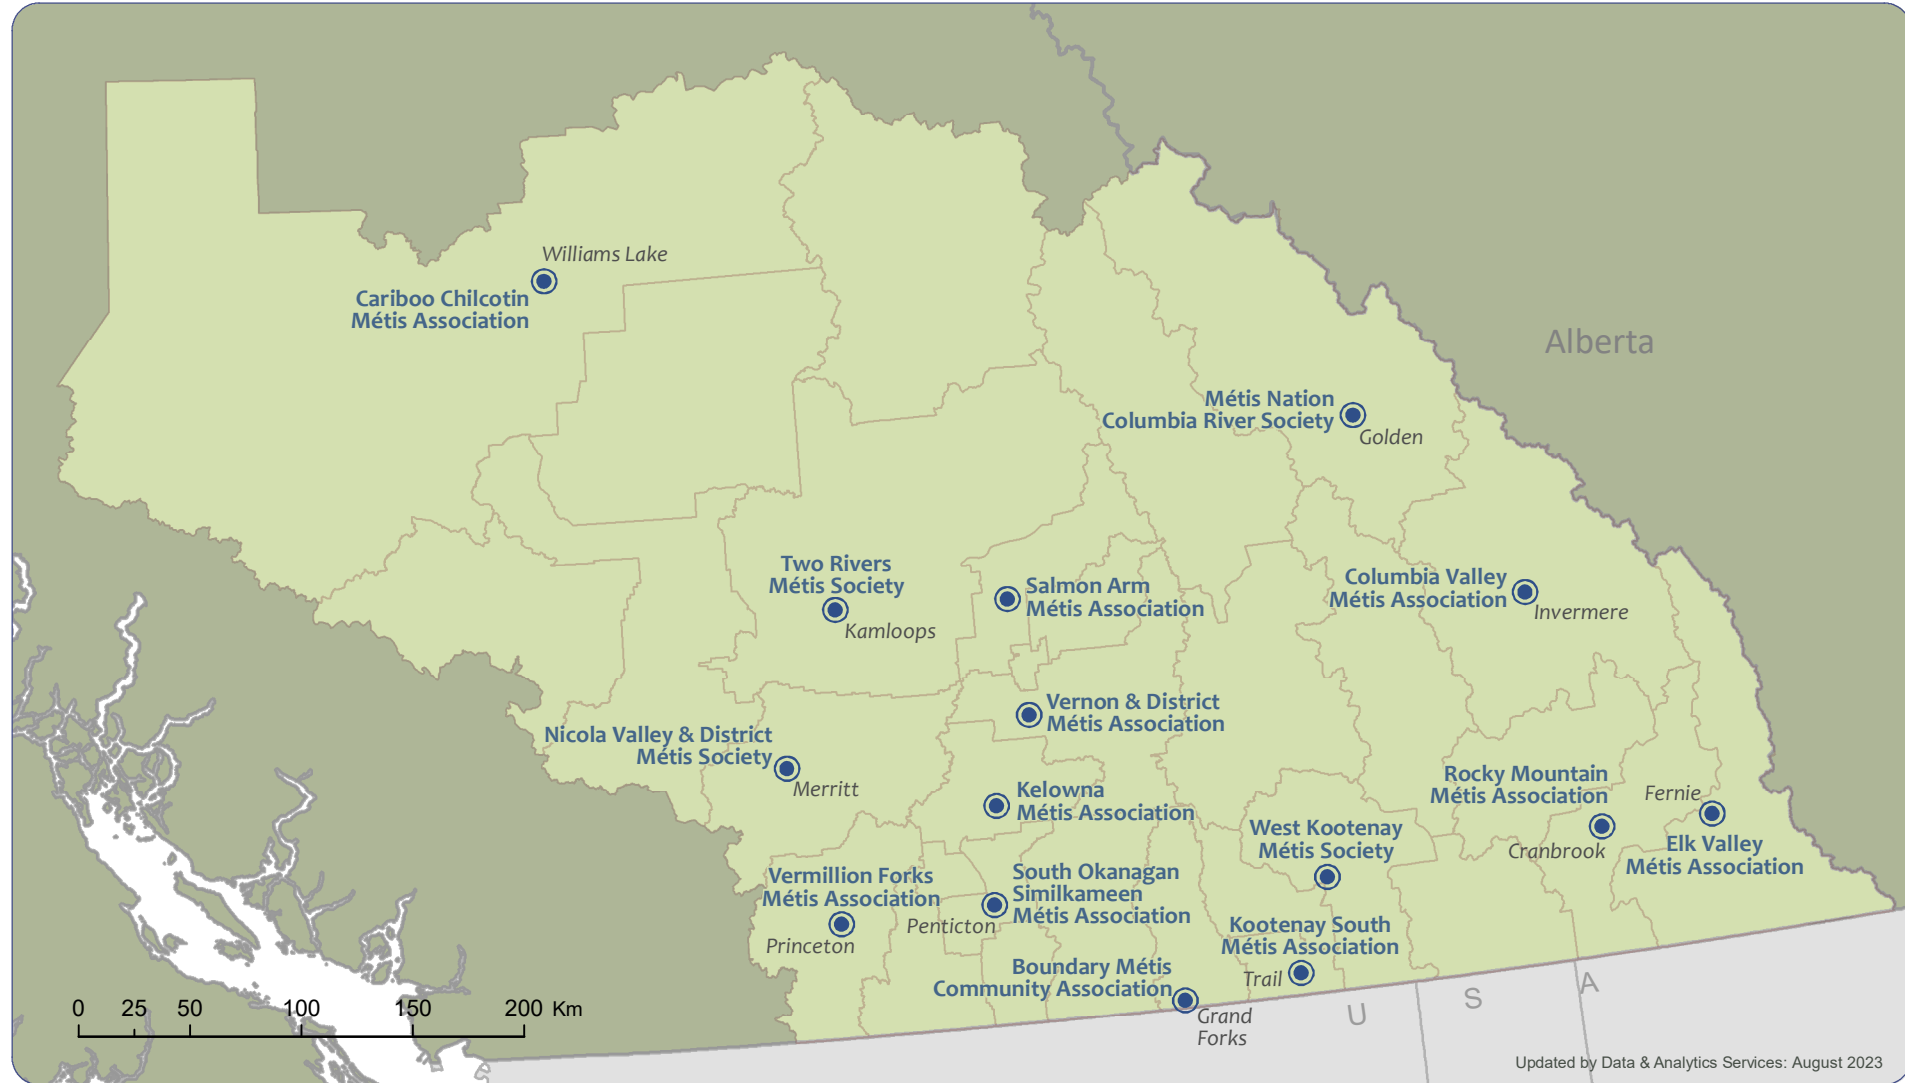 Williams Lake
Cariboo Chilcotin
Métis Association
Alberta
Métis Nation
Columbia River Society
Golden
Two Rivers
Métis Society
Kamloops
Salmon Arm
Métis Association
Columbia Valley
Métis Association
Invermere
Vernon & District
Métis Association
Nicola Valley & District
Métis Society
Merritt
Kelowna
Métis Association
Rocky Mountain
Métis Association
Cranbrook
Fernie
Elk Valley
Métis Association
West Kootenay
Métis Society
Vermillion Forks
Métis Association
Princeton
South Okanagan
Similkameen
Métis Association
Penticton
Kootenay South
Métis Association
Trail
Boundary Métis
Community Association
Grand
Forks
U S A
0 25 50 100 150 200 Km
Updated by Data & Analytics Services: August 2023